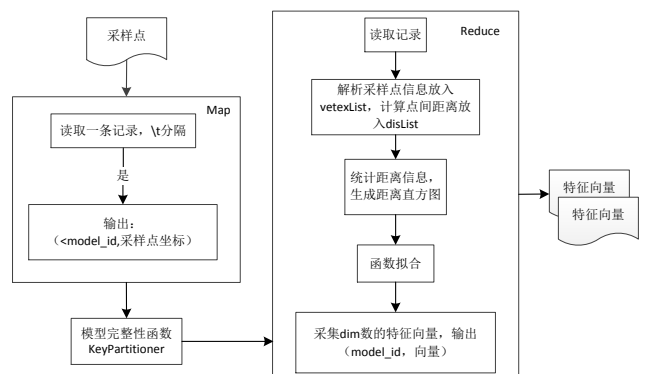 采样点
Map
读取一条记录，\t分隔
是
输出：
（<model_id,采样点坐标）
模型完整性函数
KeyPartitioner
Reduce
读取记录
解析采样点信息放入
vetexList，计算点间距离放
入disList
统计距离信息，
生成距离直方图
函数拟合
采集dim数的特征向量，输出
（model_id，向量）
特征向量
特征向量